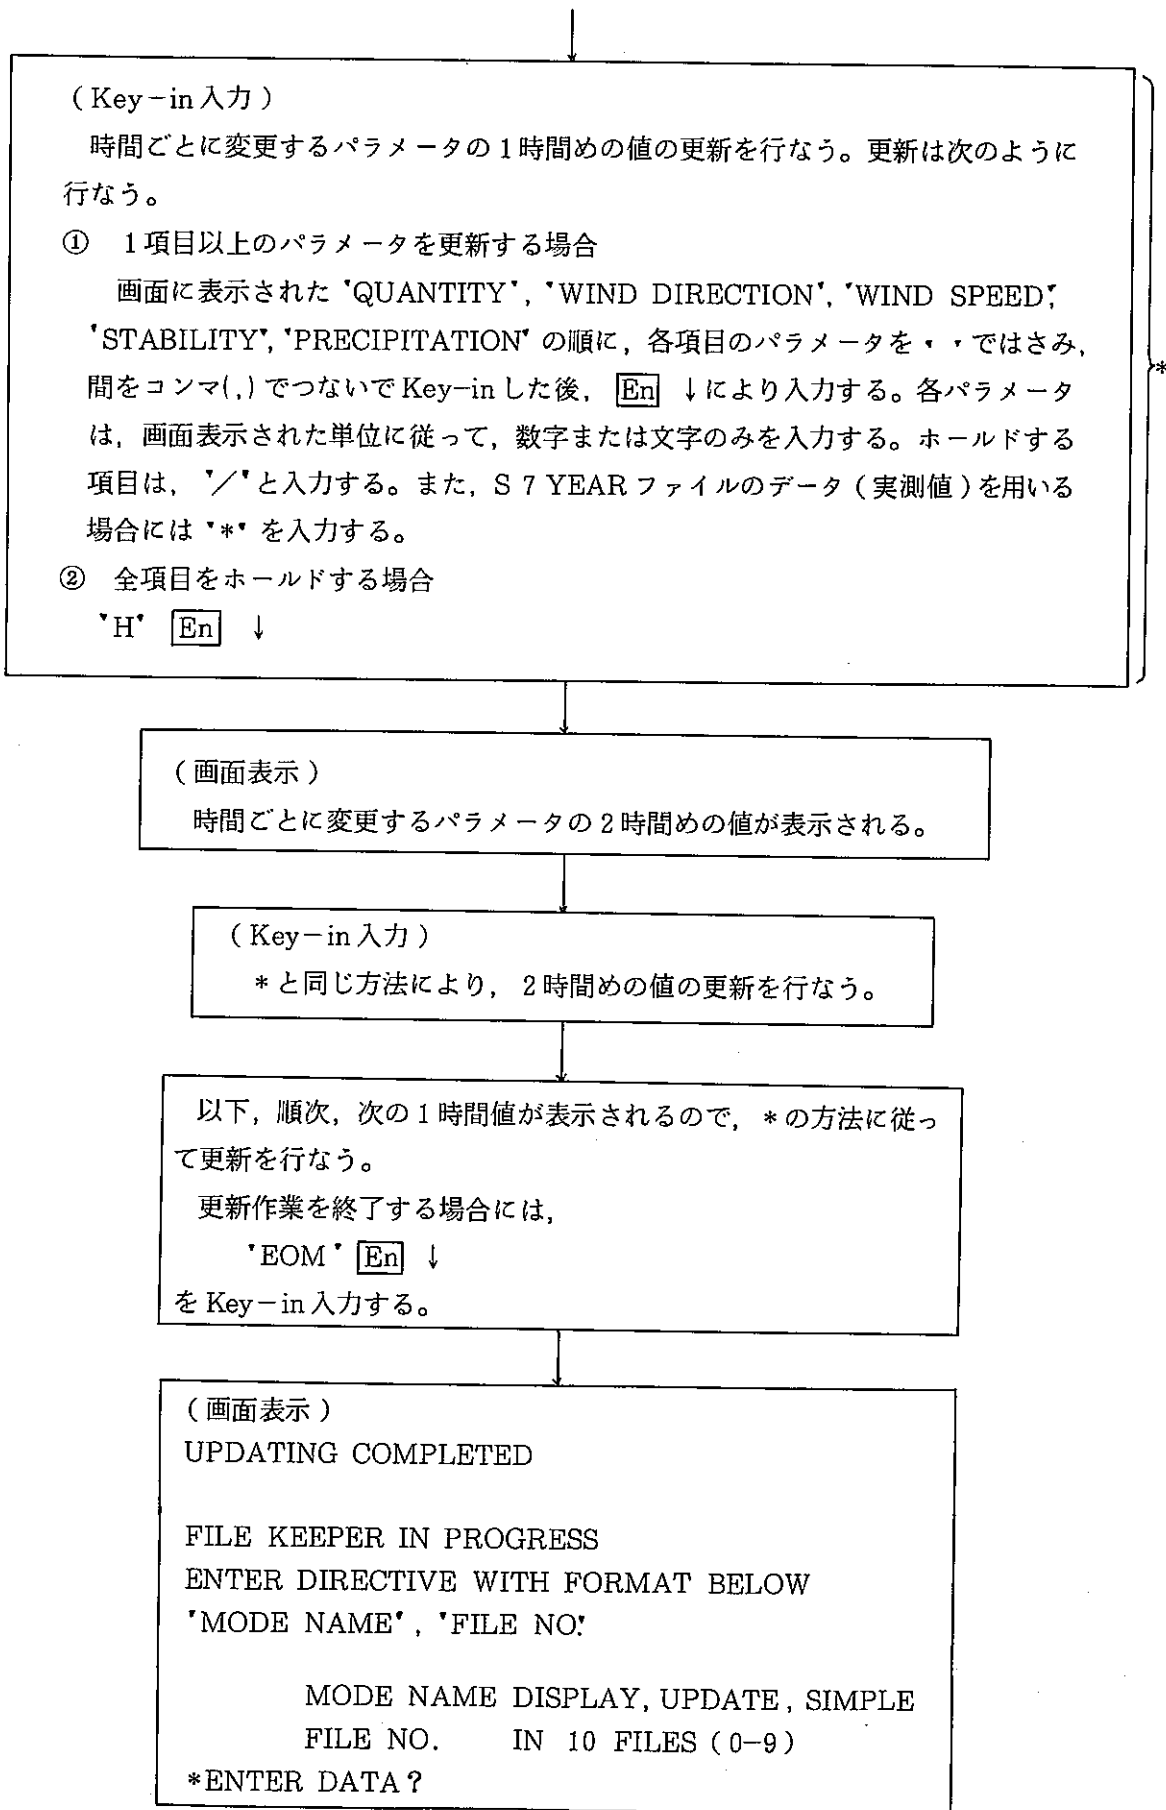 (Key-in入力)
時間ごとに変更するパラメータの1時間めの値の更新を行なう。更新は次のように
行なう。
① 1項目以上のパラメータを更新する場合
画面に表示された 'QUANTITY', 'WIND DIRECTION', 'WIND SPEED',
'STABILITY', 'PRECIPITATION' の順に, 各項目のパラメータを ' ' ではさみ,
間をコンマ(,)でつないでKey-inした後, En ↓により入力する。各パラメータ
は, 画面表示された単位に従って, 数字または文字のみを入力する。ホールドする
項目は, '/' と入力する。また, S7YEARファイルのデータ(実測値)を用いる
場合には '*' を入力する。
*
② 全項目をホールドする場合
'H' En ↓
(画面表示)
時間ごとに変更するパラメータの2時間めの値が表示される。
(Key-in入力)
*と同じ方法により, 2時間めの値の更新を行なう。
以下, 順次, 次の1時間値が表示されるので, *の方法に従っ
て更新を行なう。
更新作業を終了する場合には,
'EOM' En ↓
をKey-in入力する。
(画面表示)
UPDATING COMPLETED
FILE KEEPER IN PROGRESS
ENTER DIRECTIVE WITH FORMAT BELOW
'MODE NAME', 'FILE NO.'
MODE NAME DISPLAY, UPDATE, SIMPLE
FILE NO. IN 10 FILES (0-9)
*ENTER DATA?